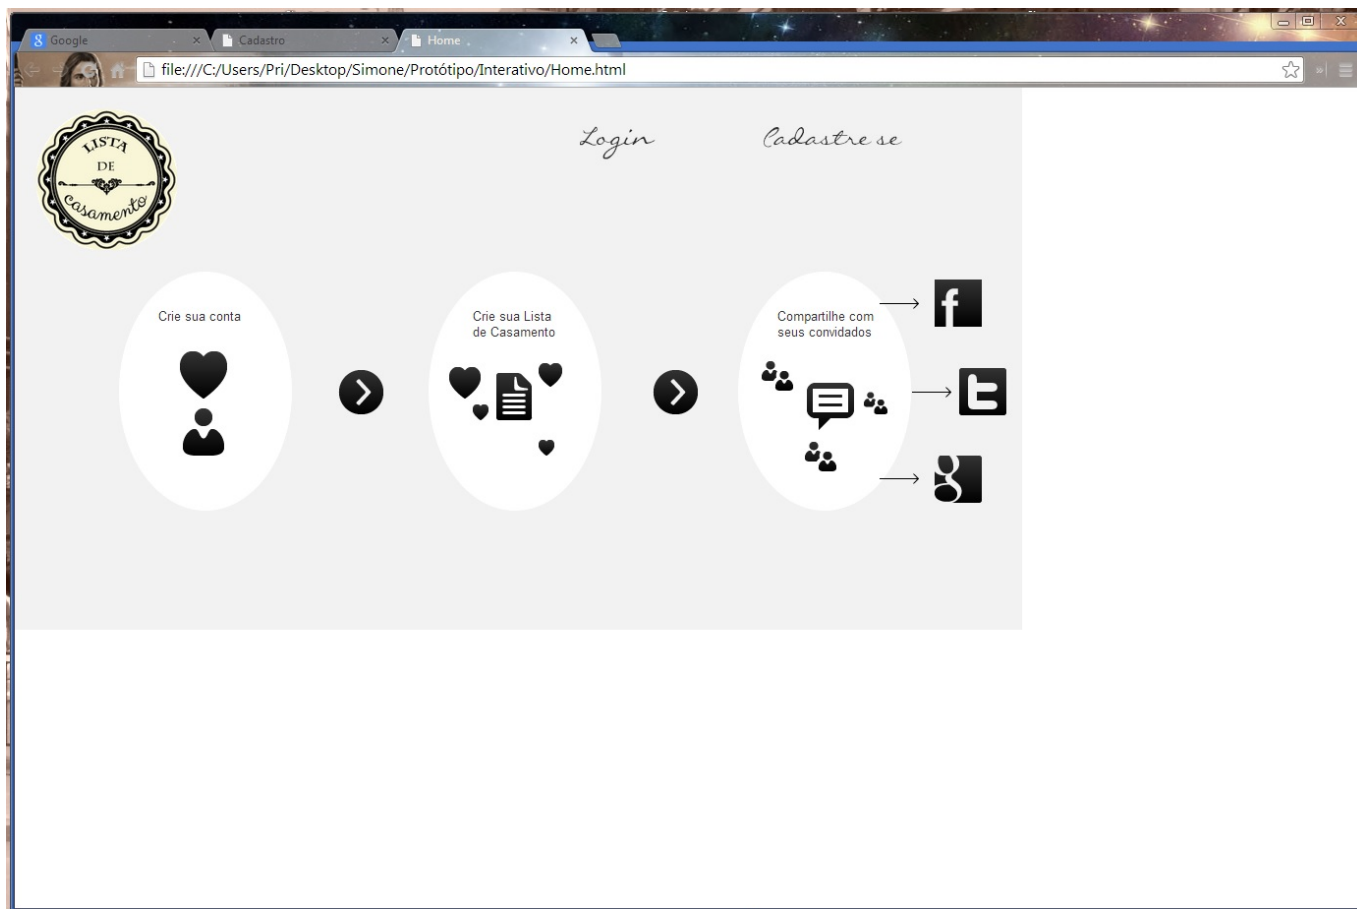 Google
Cadastro
Home
file:///C:/Users/Pri/Desktop/Simone/Protótipo/Interativo/Home.html
LISTA
DE
Casamento
Login
Cadastre se
Crie sua conta
Crie sua Lista
de Casamento
Compartilhe com
seus convidados